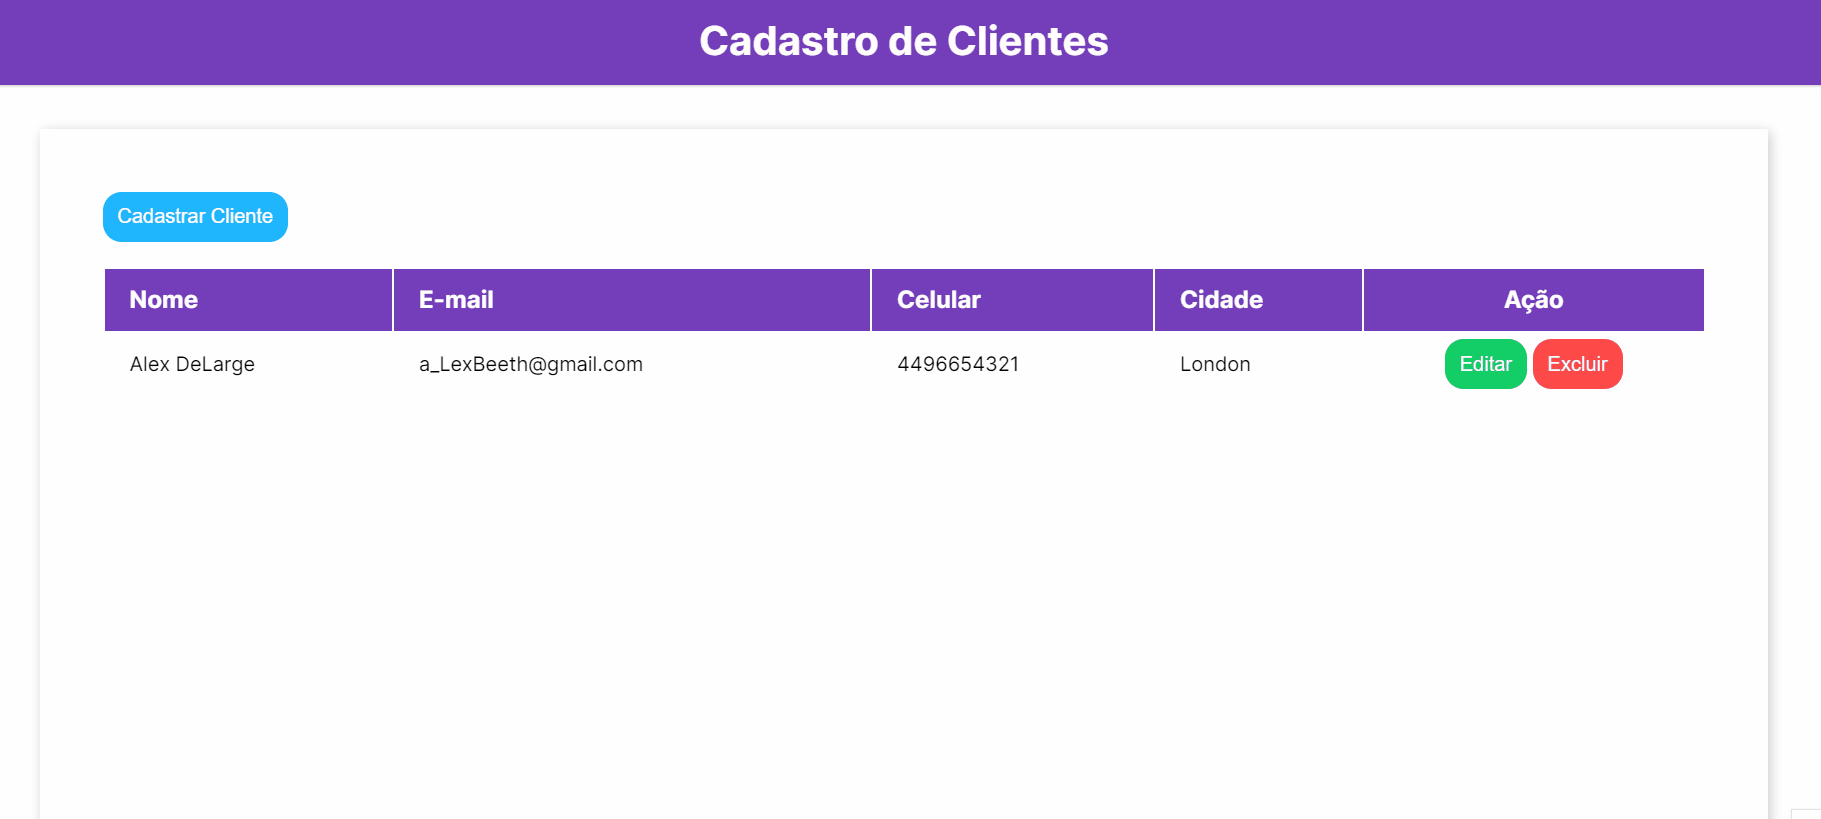 Cadastro de Clientes
Cadastrar Cliente
Nome E-mail Celular Cidade Ação
Alex DeLarge a_LexBeeth@gmail.com 4496654321 London Editar Excluir